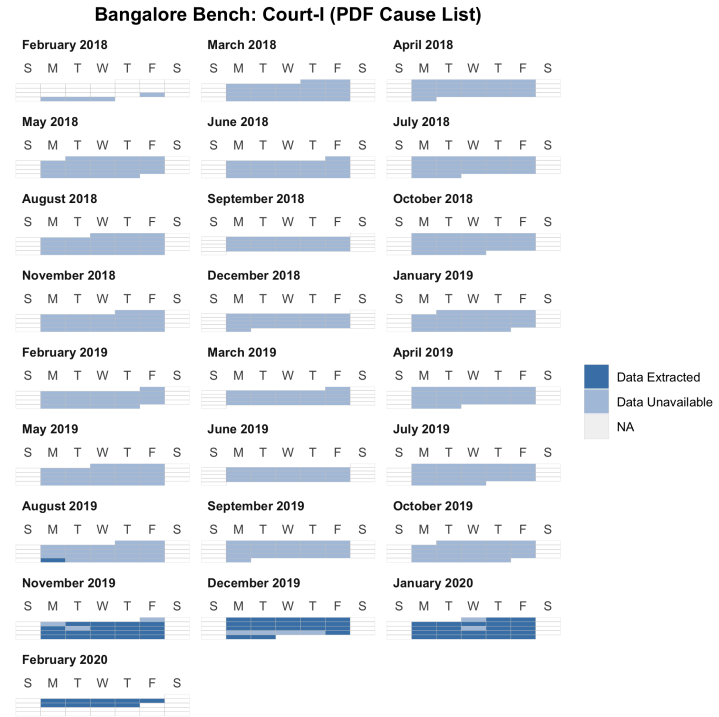 Bangalore Bench: Court-I (PDF Cause List)
February 2018 March 2018 April 2018
S M T W T F S S M T W T F S S M T W T F S
May 2018 June 2018 July 2018
S M T W T F S S M T W T F S S M T W T F S
August 2018 September 2018 October 2018
S M T W T F S S M T W T F S S M T W T F S
November 2018 December 2018 January 2019
S M T W T F S S M T W T F S S M T W T F S
February 2019 March 2019 April 2019
S M T W T F S S M T W T F S S M T W T F S
May 2019 June 2019 July 2019
S M T W T F S S M T W T F S S M T W T F S
August 2019 September 2019 October 2019
S M T W T F S S M T W T F S S M T W T F S
November 2019 December 2019 January 2020
S M T W T F S S M T W T F S S M T W T F S
February 2020
S M T W T F S
Data Extracted
Data Unavailable
NA